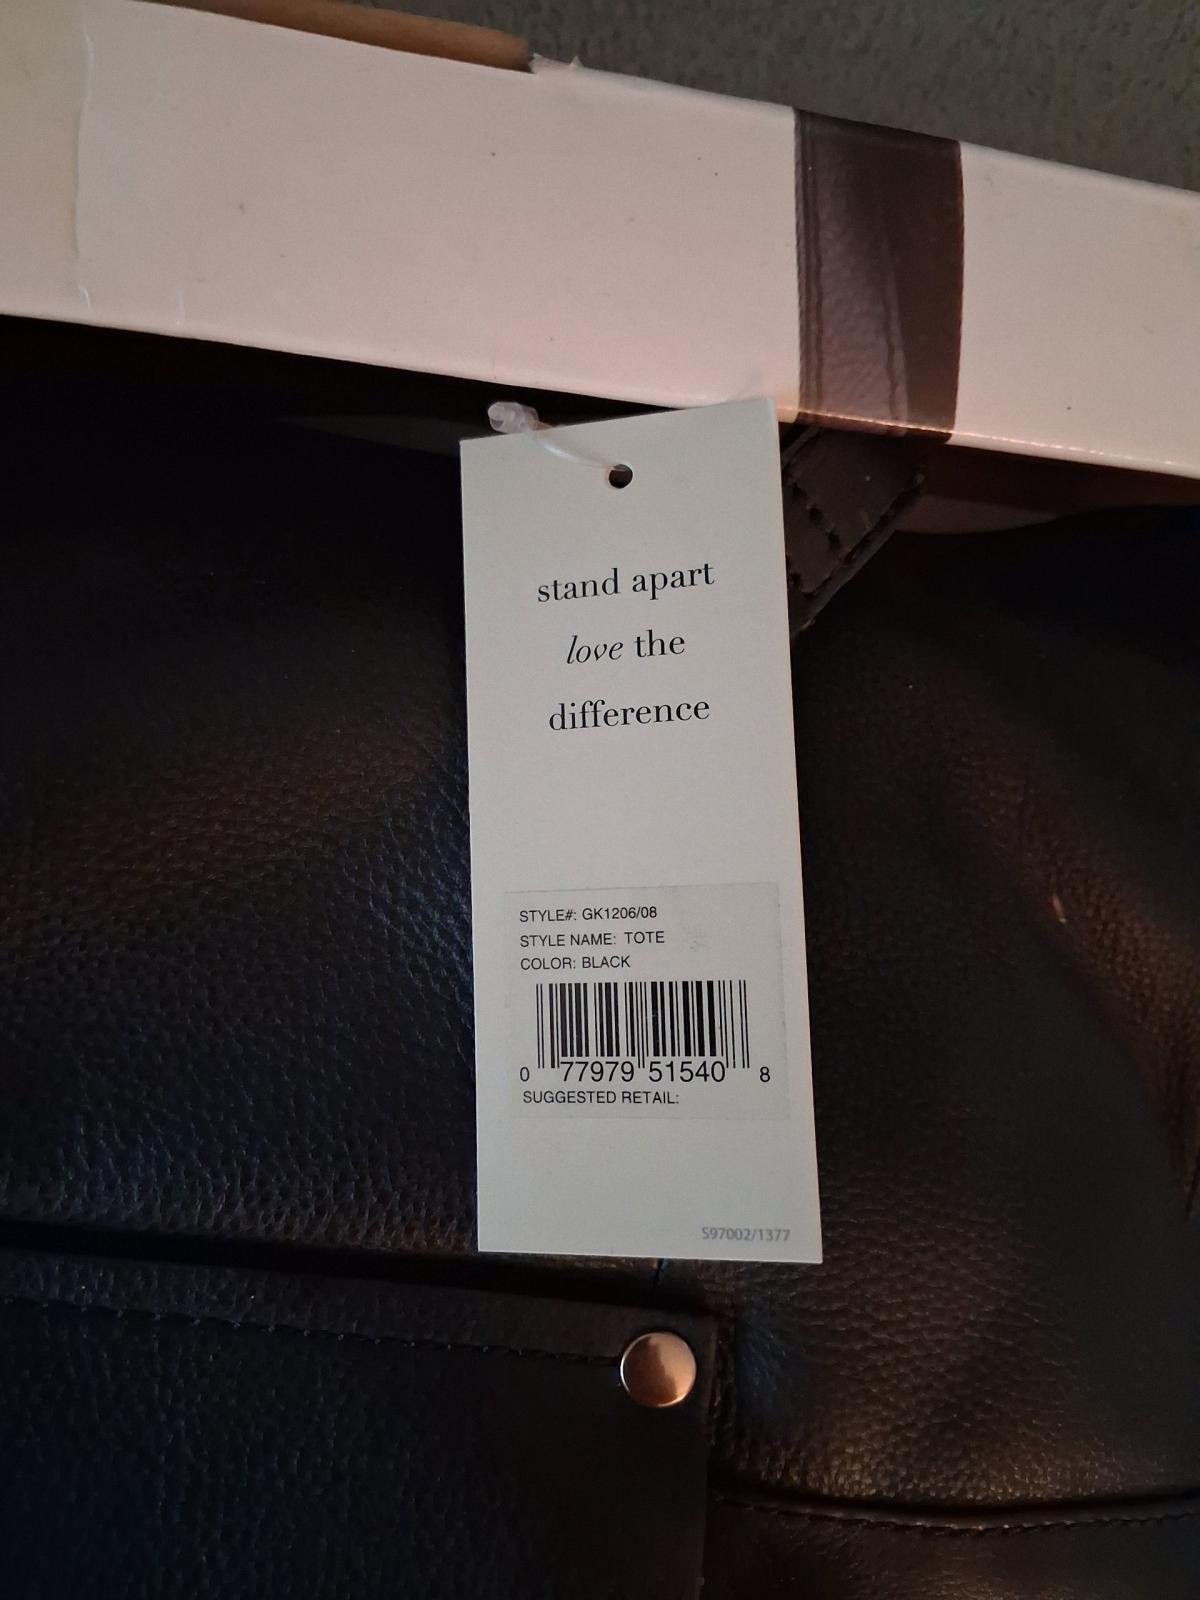 stand apart
love the
difference
STYLE#: GK1206/08
STYLE NAME: TOTE
COLOR: BLACK
0 77979 51540 8
SUGGESTED RETAIL:
S97002/1377